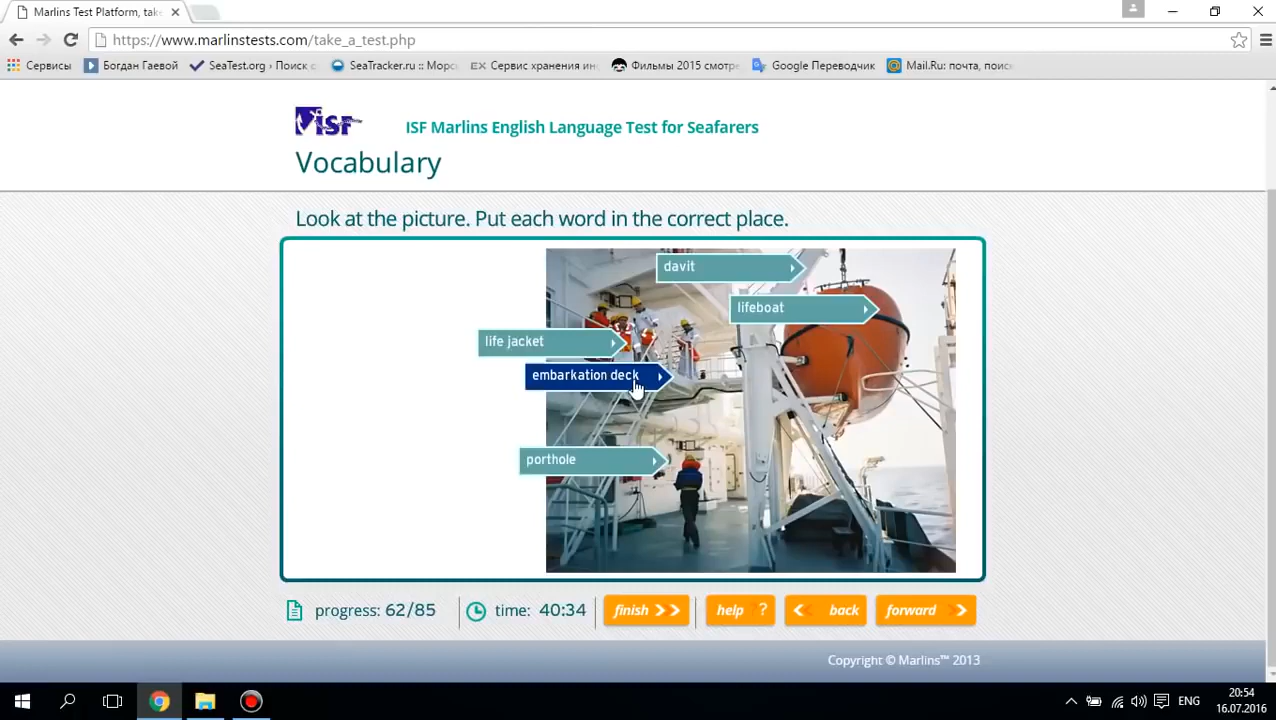 Marlins Test Platform, take
https://www.marlinstests.com/take_a_test.php
Сервисы
Богдан Гаевой
SeaTest.org › Поиск с
SeaTracker.ru :: Морс
EX Сервис хранения ин
Фильмы 2015 смотре
Google Переводчик
Mail.Ru: почта, поиск
ISF
ISF Marlins English Language Test for Seafarers
Vocabulary
Look at the picture. Put each word in the correct place.
davit
lifeboat
life jacket
embarkation deck
porthole
progress: 62/85
time: 40:34
finish
help ?
back
forward
Copyright © Marlins™ 2013
ENG
20:54
16.07.2016